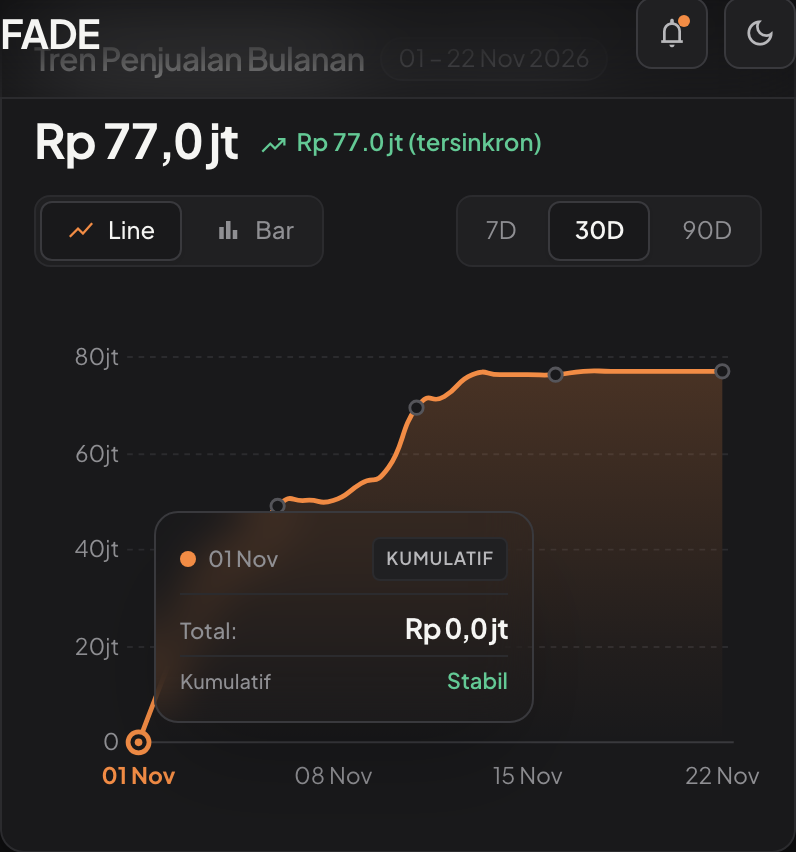 FADE
Tren Penjualan Bulanan 01 – 22 Nov 2026
Rp 77,0 jt Rp 77.0 jt (tersinkron)
Line Bar 7D 30D 90D
80jt
60jt
40jt
20jt
0
01 Nov KUMULATIF
Total: Rp 0,0 jt
Kumulatif Stabil
01 Nov 08 Nov 15 Nov 22 Nov